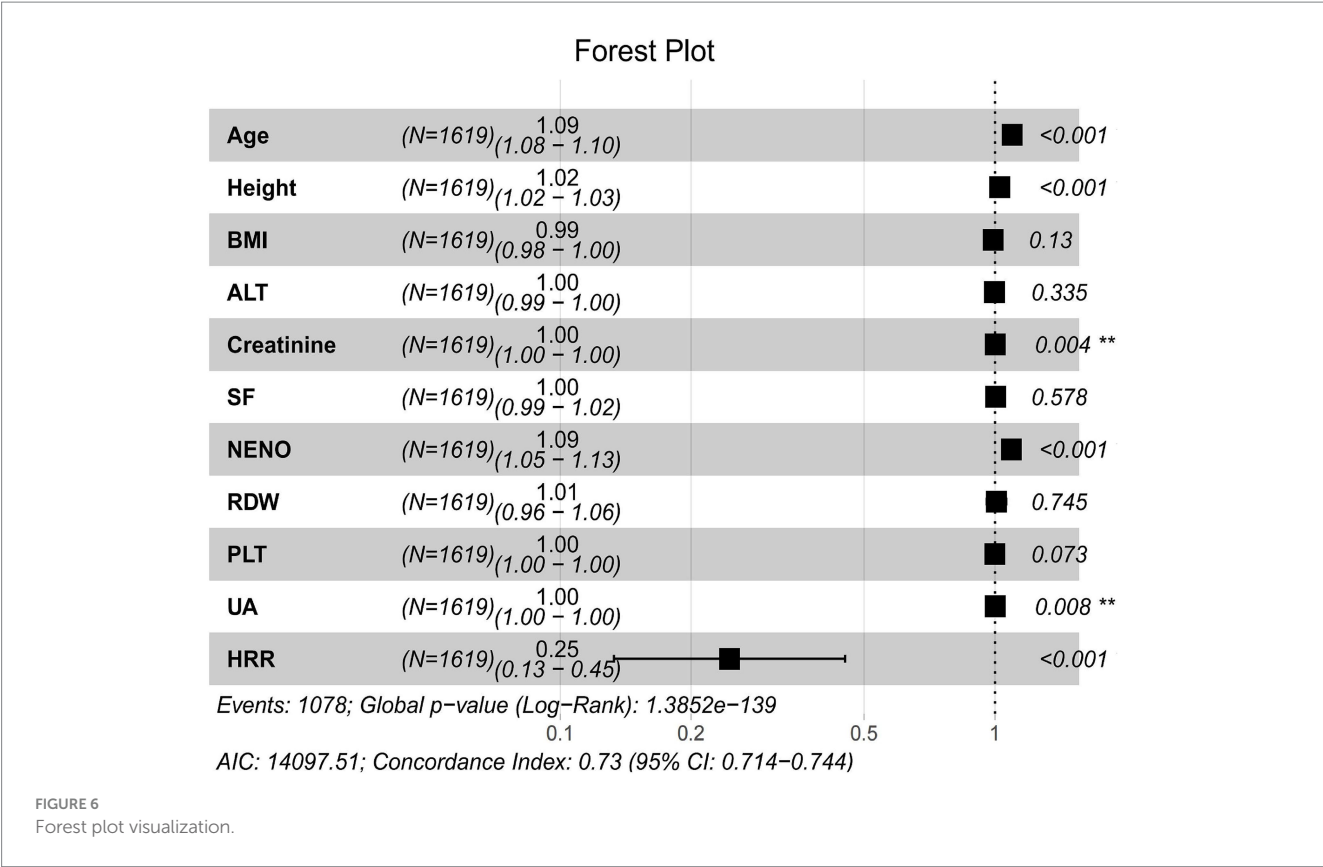 Forest Plot
Age (N=1619) 1.09 (1.08 − 1.10) <0.001
Height (N=1619) 1.02 (1.02 − 1.03) <0.001
BMI (N=1619) 0.99 (0.98 − 1.00) 0.13
ALT (N=1619) 1.00 (0.99 − 1.00) 0.335
Creatinine (N=1619) 1.00 (1.00 − 1.00) 0.004 **
SF (N=1619) 1.00 (0.99 − 1.02) 0.578
NENO (N=1619) 1.09 (1.05 − 1.13) <0.001
RDW (N=1619) 1.01 (0.96 − 1.06) 0.745
PLT (N=1619) 1.00 (1.00 − 1.00) 0.073
UA (N=1619) 1.00 (1.00 − 1.00) 0.008 **
HRR (N=1619) 0.25 (0.13 − 0.45) <0.001
Events: 1078; Global p−value (Log−Rank): 1.3852e−139
0.1 0.2 0.5 1
AIC: 14097.51; Concordance Index: 0.73 (95% CI: 0.714−0.744)
FIGURE 6
Forest plot visualization.